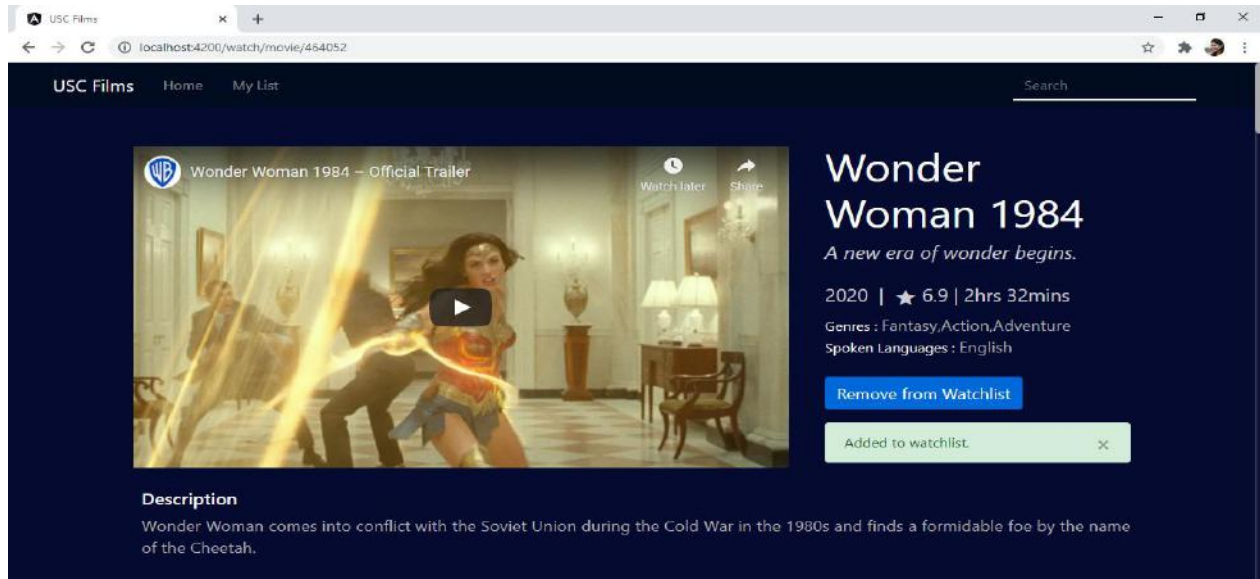 USC Films
localhost:4200/watch/movie/464052
USC Films Home My List Search
WB Wonder Woman 1984 – Official Trailer
Watch later Share
Wonder
Woman 1984
A new era of wonder begins.
2020 | ★ 6.9 | 2hrs 32mins
Genres : Fantasy,Action,Adventure
Spoken Languages : English
Remove from Watchlist
Added to watchlist. ×
Description
Wonder Woman comes into conflict with the Soviet Union during the Cold War in the 1980s and finds a formidable foe by the name
of the Cheetah.